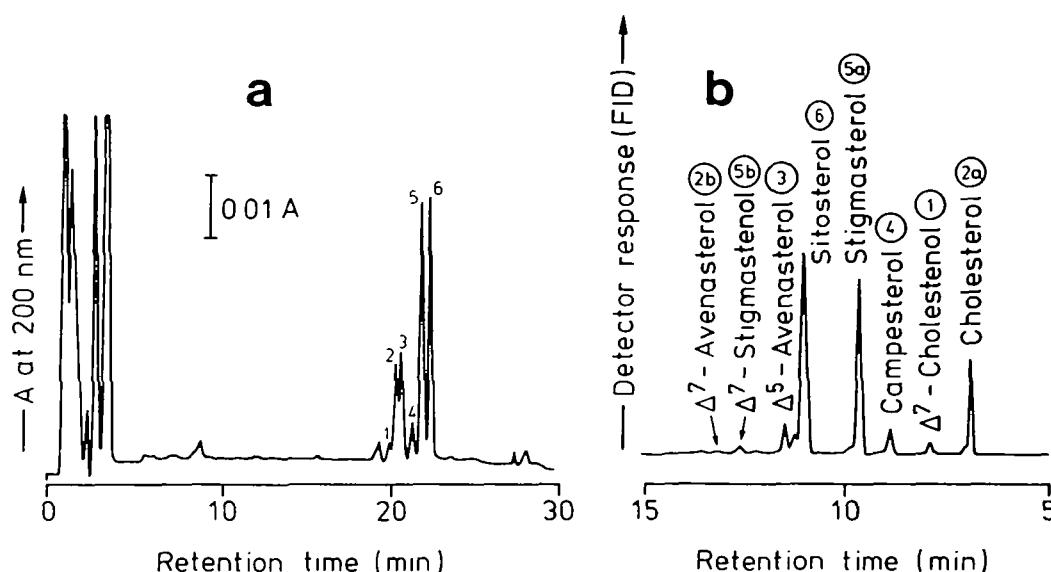 a
A at 200 nm
0 01 A
1
2
3
4
5
6
0
10
20
30
Retention time (min)
b
Detector response (FID)
Δ7 - Avenasterol 2b
Δ7 - Stigmastenol 5b
Δ5 - Avenasterol 3
Sitosterol 6
Stigmasterol 5a
Campesterol 4
Δ7 - Cholestenol 1
Cholesterol 2a
15
10
5
Retention time (min)